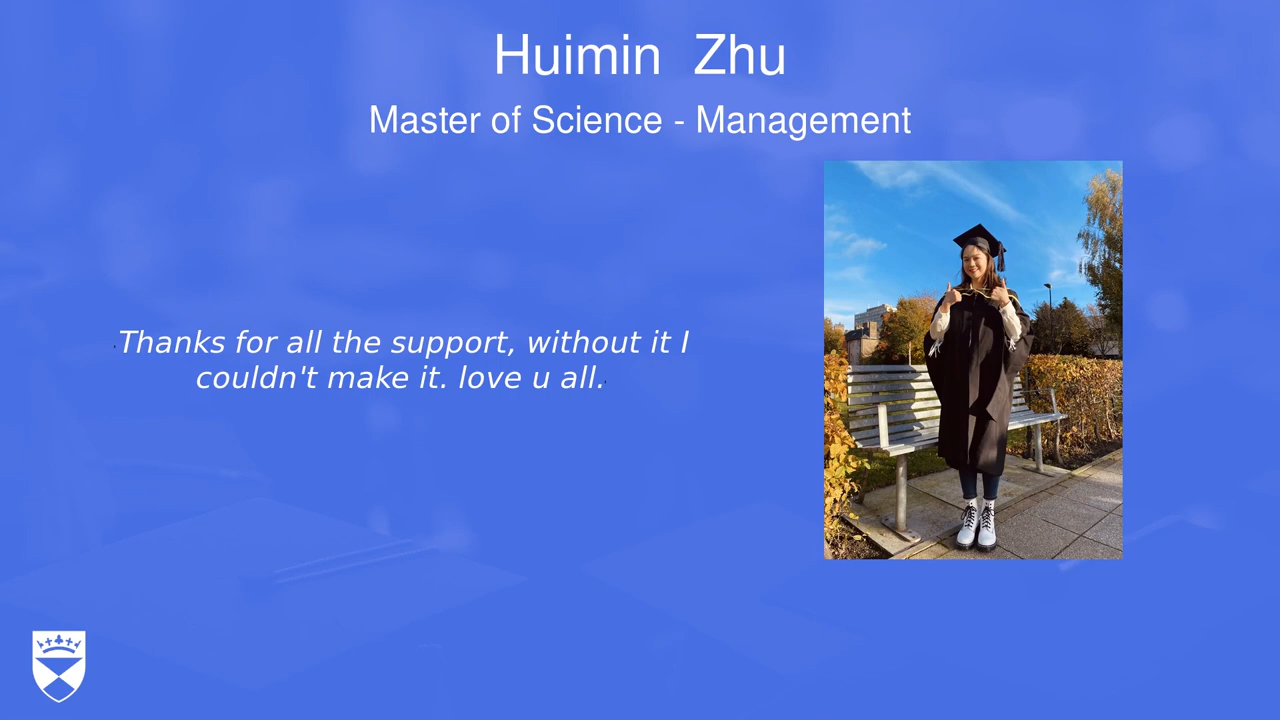 Huimin Zhu
Master of Science - Management
Thanks for all the support, without it I
couldn't make it. love u all.